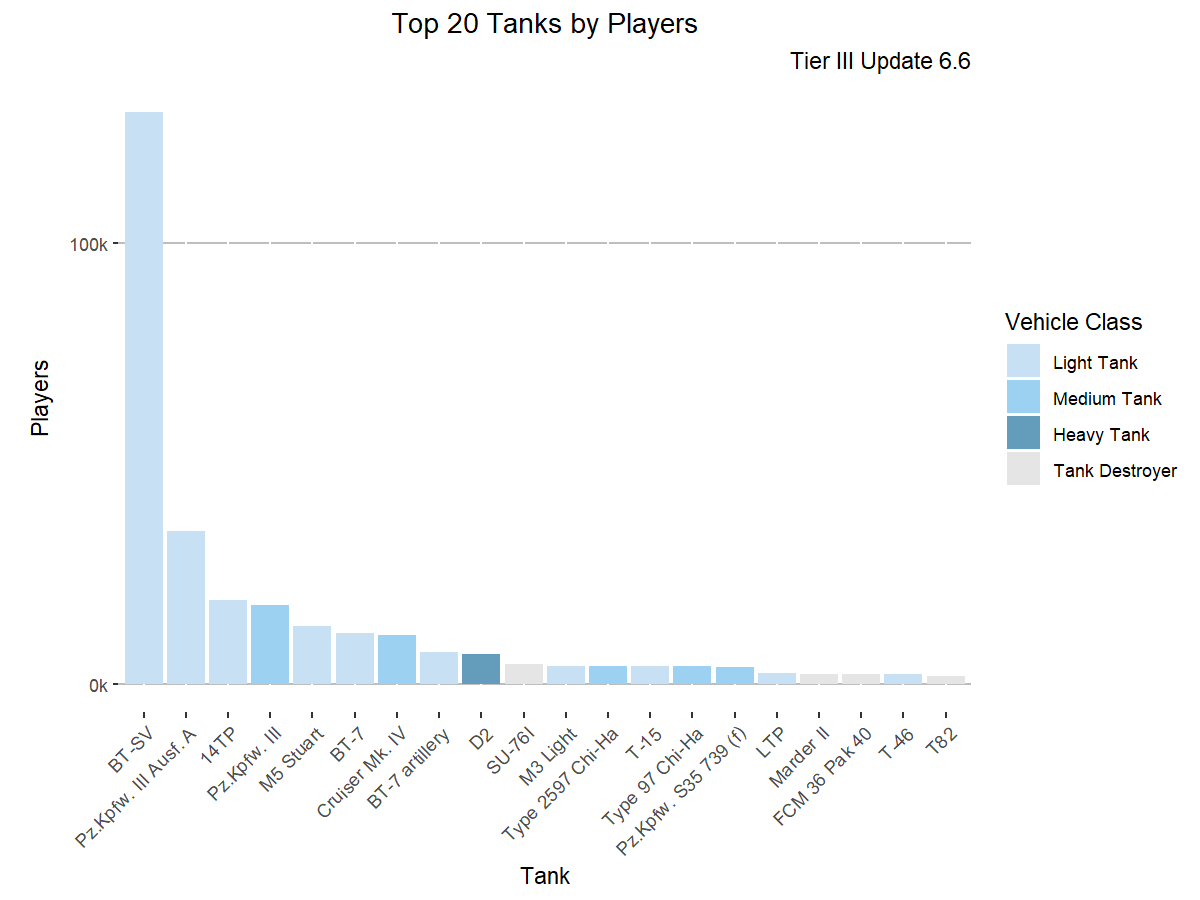 Top 20 Tanks by Players
Tier III Update 6.6
100k
0k
Players
BT-SV
Pz.Kpfw. III Ausf. A
14TP
Pz.Kpfw. III
M5 Stuart
BT-7
Cruiser Mk. IV
BT-7 artillery
D2
SU-76I
M3 Light
Type 2597 Chi-Ha
T-15
Type 97 Chi-Ha
Pz.Kpfw. S35 739 (f)
LTP
Marder II
FCM 36 Pak 40
T-46
T82
Tank
Vehicle Class
Light Tank
Medium Tank
Heavy Tank
Tank Destroyer